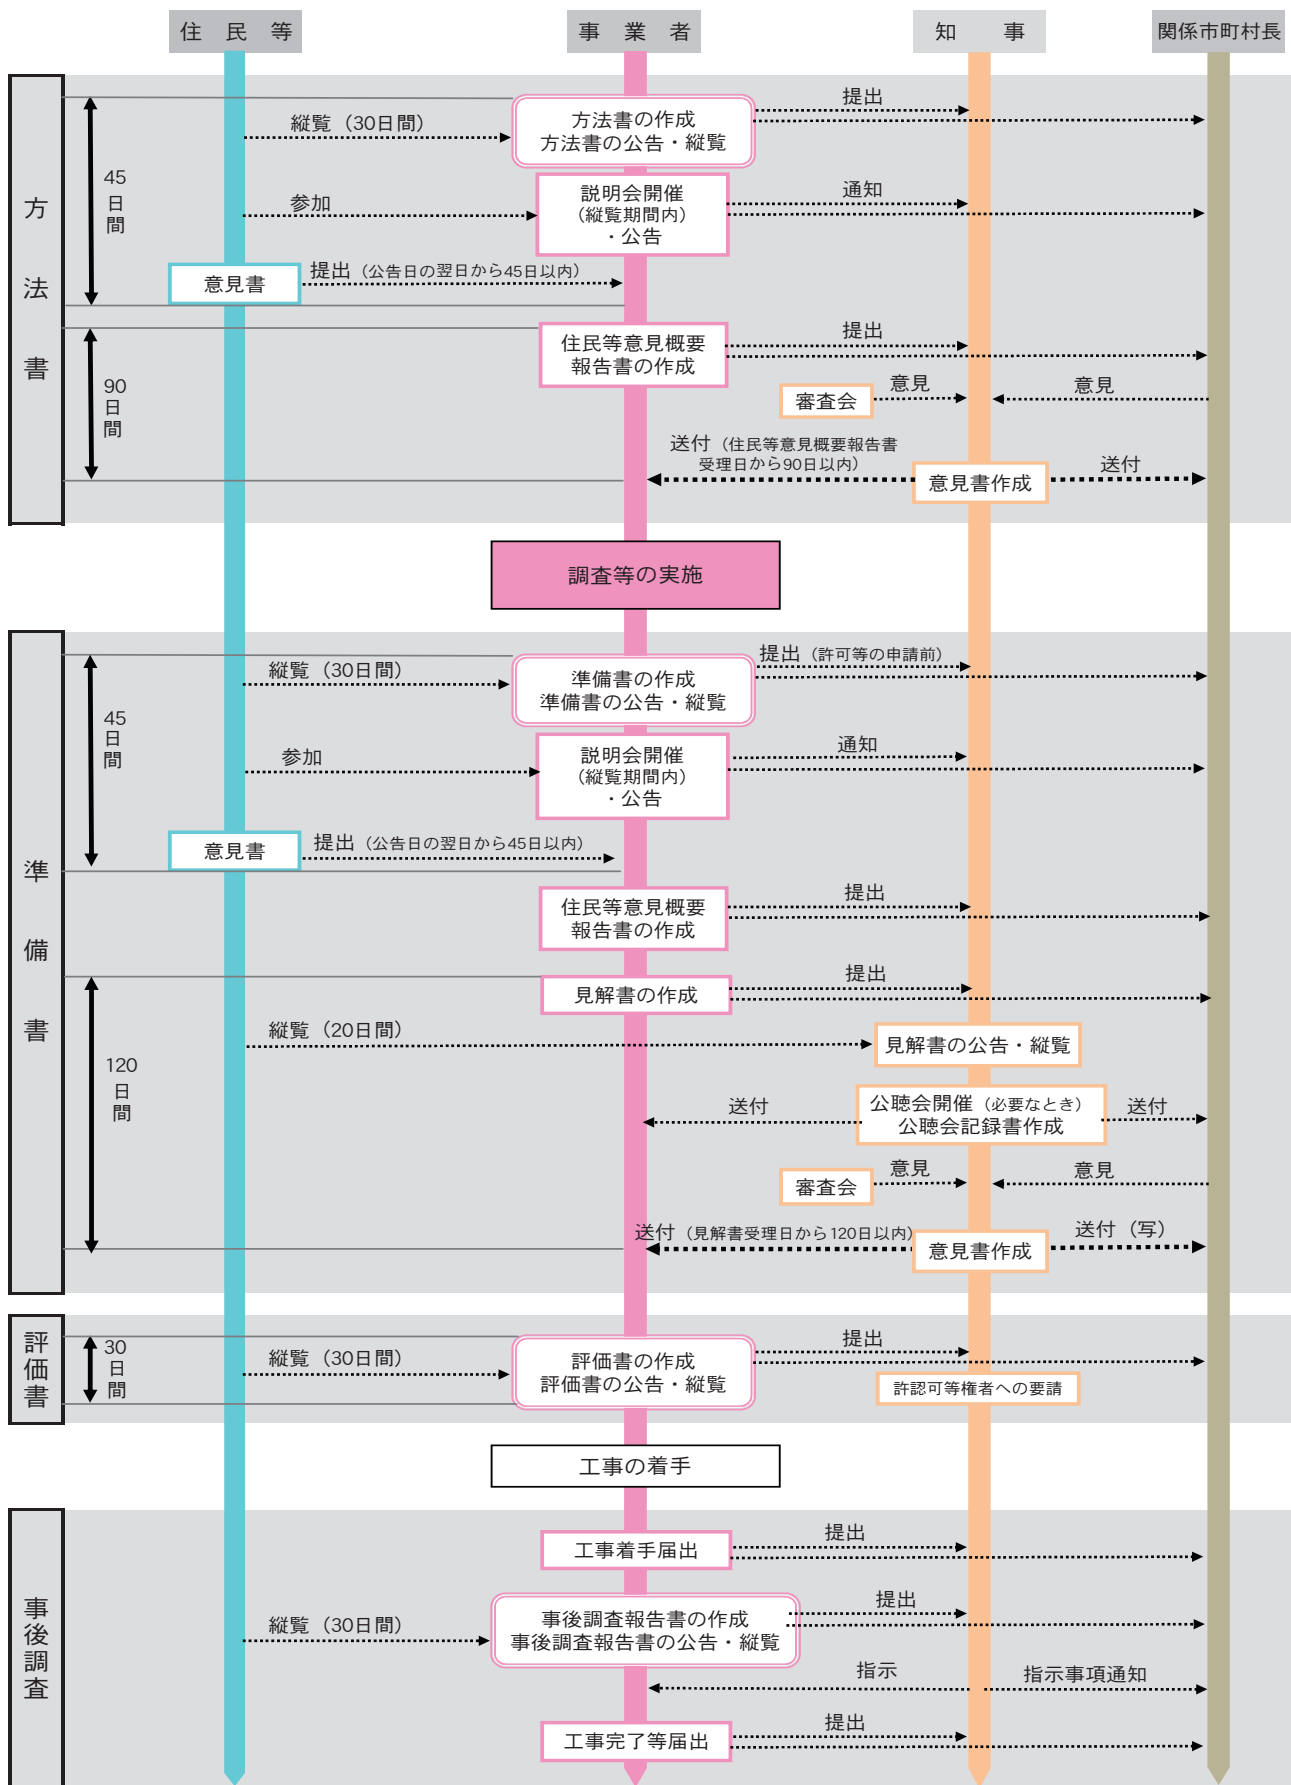 住民等
事業者
知事
関係市町村長
方法書
45日間
縦覧（30日間）
方法書の作成
方法書の公告・縦覧
提出
参加
説明会開催
（縦覧期間内）
・公告
通知
意見書
提出（公告日の翌日から45日以内）
90日間
住民等意見概要
報告書の作成
提出
審査会
意見
意見
送付（住民等意見概要報告書
受理日から90日以内）
意見書作成
送付
調査等の実施
準備書
45日間
縦覧（30日間）
準備書の作成
準備書の公告・縦覧
提出（許可等の申請前）
参加
説明会開催
（縦覧期間内）
・公告
通知
意見書
提出（公告日の翌日から45日以内）
住民等意見概要
報告書の作成
提出
120日間
見解書の作成
提出
縦覧（20日間）
見解書の公告・縦覧
送付
公聴会開催（必要なとき）
公聴会記録書作成
送付
審査会
意見
意見
送付（見解書受理日から120日以内）
意見書作成
送付（写）
評価書
30日間
縦覧（30日間）
評価書の作成
評価書の公告・縦覧
提出
許認可等権者への要請
工事の着手
事後調査
工事着手届出
提出
縦覧（30日間）
事後調査報告書の作成
事後調査報告書の公告・縦覧
提出
指示
指示事項通知
工事完了等届出
提出